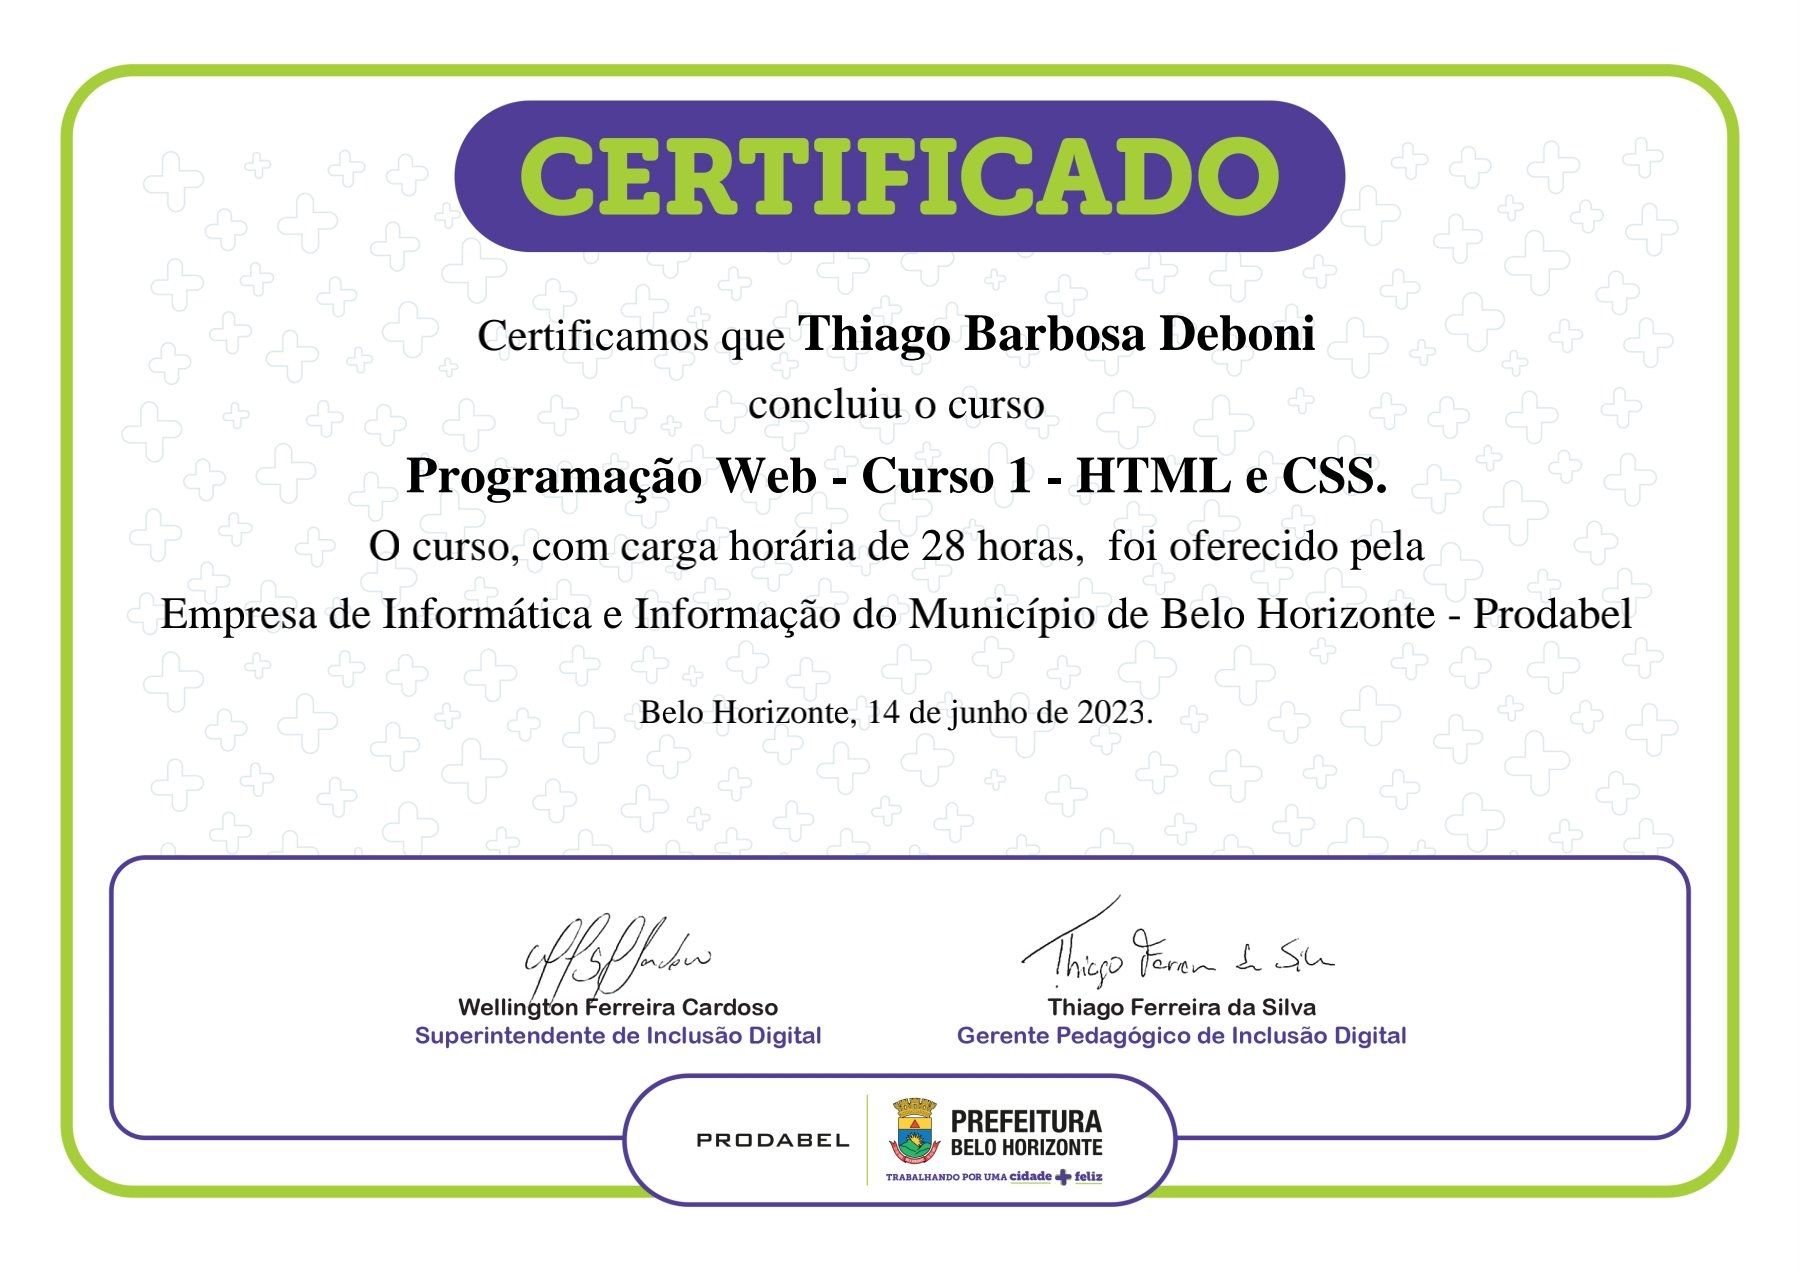 CERTIFICADO
Certificamos que Thiago Barbosa Deboni
concluiu o curso
Programação Web - Curso 1 - HTML e CSS.
O curso, com carga horária de 28 horas,  foi oferecido pela
Empresa de Informática e Informação do Município de Belo Horizonte - Prodabel
Belo Horizonte, 14 de junho de 2023.
Thiago Ferreira da Silva
Wellington Ferreira Cardoso
Superintendente de Inclusão Digital
Thiago Ferreira da Silva
Gerente Pedagógico de Inclusão Digital
PRODABEL
PREFEITURA
BELO HORIZONTE
TRABALHANDO POR UMA cidade + feliz